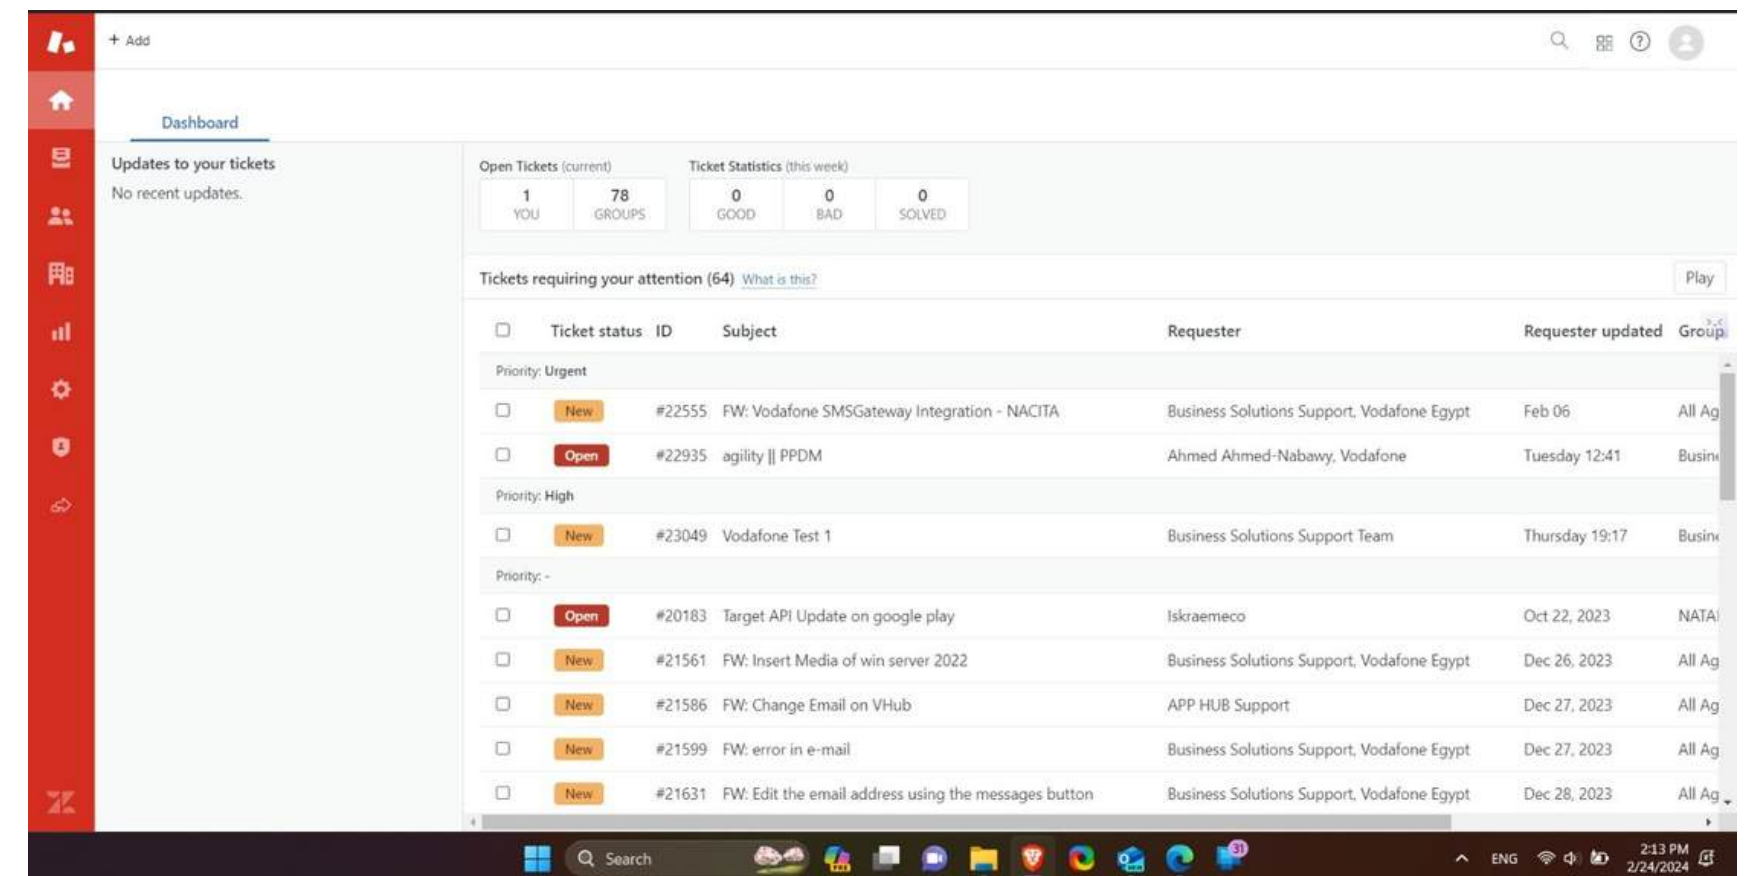 + Add
Dashboard
Updates to your tickets
No recent updates.
Open Tickets (current)
Ticket Statistics (this week)
1 78 0 0 0
YOU GROUPS GOOD BAD SOLVED
Tickets requiring your attention (64) What is this? Play
Ticket status ID Subject Requester Requester updated Group
Priority: Urgent
New #22555 FW: Vodafone SMSGateway Integration - NACITA Business Solutions Support, Vodafone Egypt Feb 06 All Ag
Open #22935 agility || PPDM Ahmed Ahmed-Nabawy, Vodafone Tuesday 12:41 Busin
Priority: High
New #23049 Vodafone Test 1 Business Solutions Support Team Thursday 19:17 Busin
Priority: -
Open #20183 Target API Update on google play Iskraemeco Oct 22, 2023 NATA
New #21561 FW: Insert Media of win server 2022 Business Solutions Support, Vodafone Egypt Dec 26, 2023 All Ag
New #21586 FW: Change Email on VHub APP HUB Support Dec 27, 2023 All Ag
New #21599 FW: error in e-mail Business Solutions Support, Vodafone Egypt Dec 27, 2023 All Ag
New #21631 FW: Edit the email address using the messages button Business Solutions Support, Vodafone Egypt Dec 28, 2023 All Ag
Search
31
ENG
2:13 PM
2/24/2024